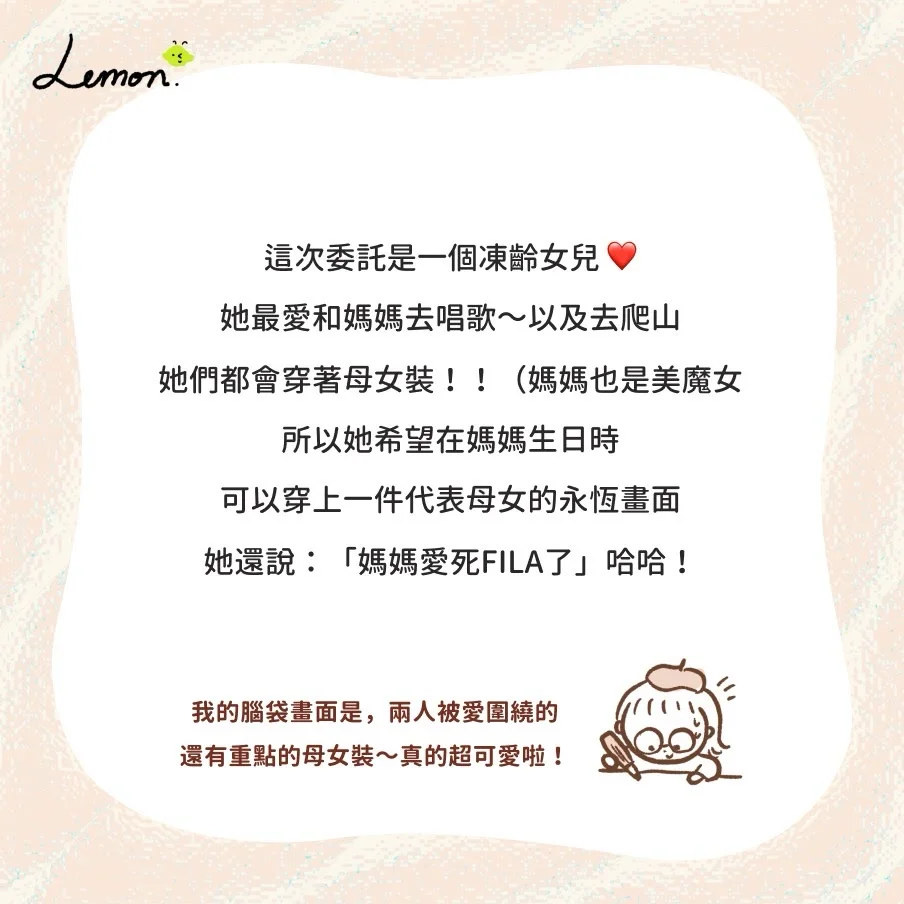 Lemon.
這次委託是一個凍齡女兒❤️
她最愛和媽媽去唱歌～以及去爬山
她們都會穿著母女裝！！（媽媽也是美魔女
所以她希望在媽媽生日時
可以穿上一件代表母女的永恆畫面
她還說：「媽媽愛死FILA了」哈哈！
我的腦袋畫面是，兩人被愛圍繞的
還有重點的母女裝～真的超可愛啦！